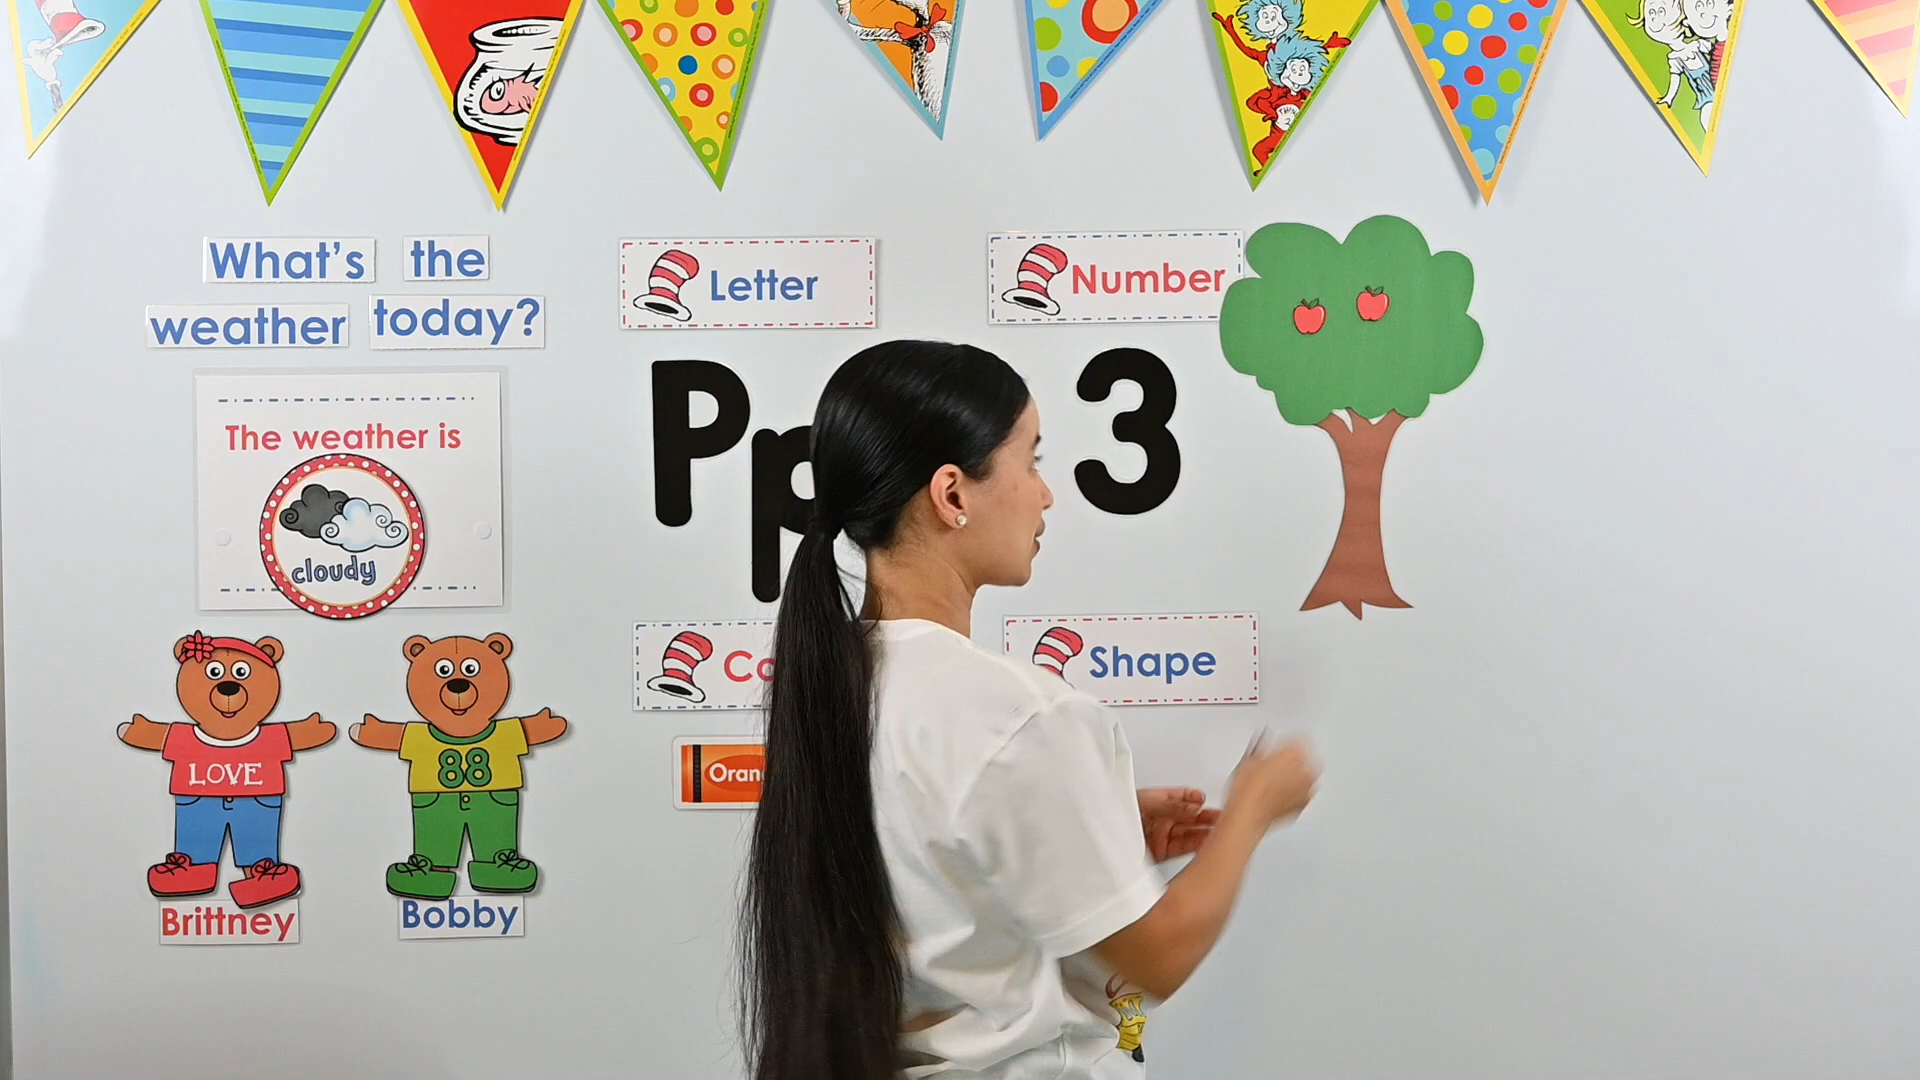 What's the
weather today?
The weather is
cloudy
LOVE
88
Brittney
Bobby
Letter
Pp
Number
3
Shape